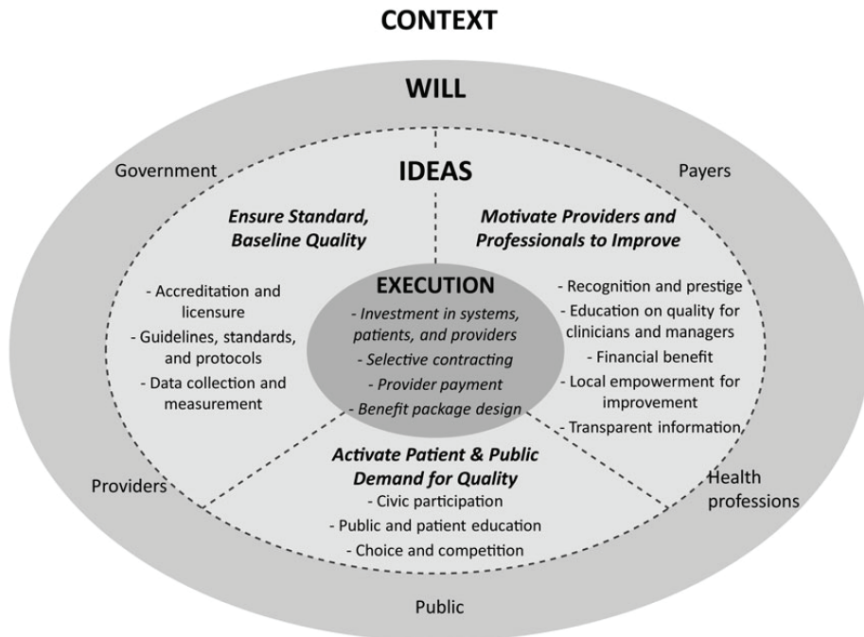 CONTEXT
WILL
Government
Payers
IDEAS
Ensure Standard,
Baseline Quality
- Accreditation and
licensure
- Guidelines, standards,
and protocols
- Data collection and
measurement
Motivate Providers and
Professionals to Improve
- Recognition and prestige
- Education on quality for
clinicians and managers
- Financial benefit
- Local empowerment for
improvement
- Transparent information
EXECUTION
- Investment in systems,
patients, and providers
- Selective contracting
- Provider payment
- Benefit package design
Activate Patient & Public
Demand for Quality
- Civic participation
- Public and patient education
- Choice and competition
Providers
Health
professions
Public